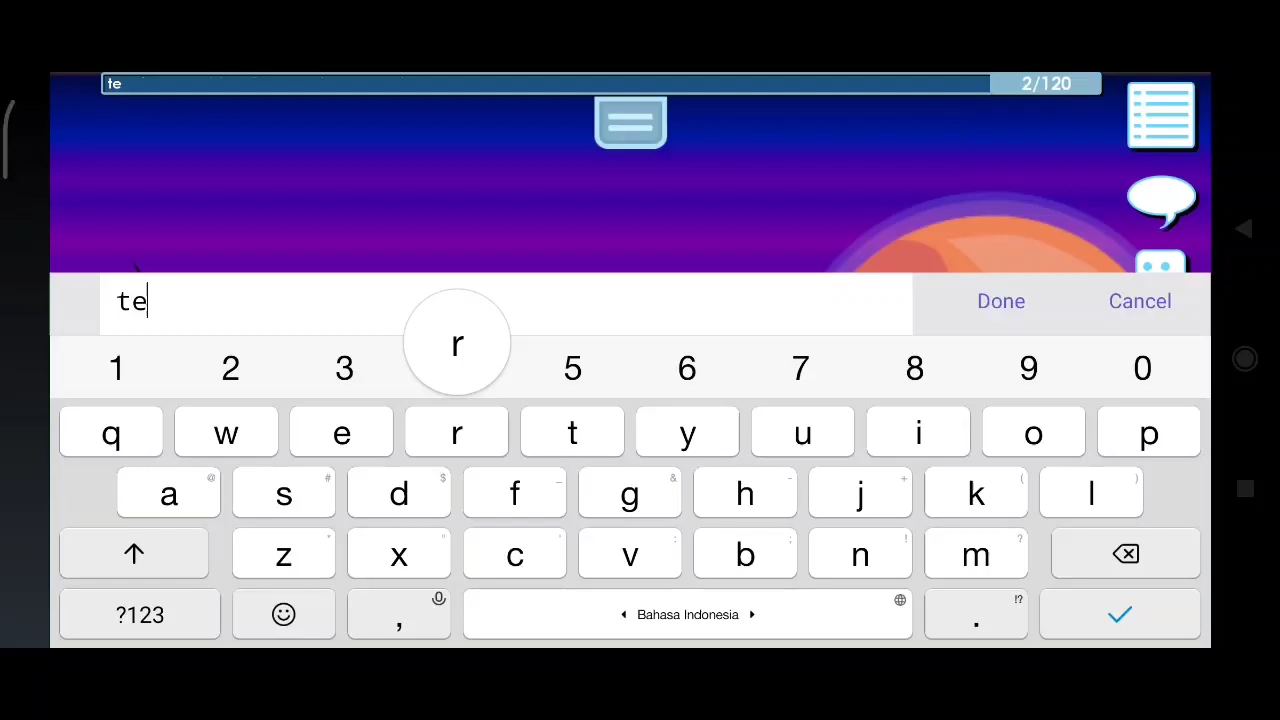 te 2/120
te Done Cancel
r
1 2 3 5 6 7 8 9 0
q w e r t y u i o p
@ # $ _ & - + ( )
a s d f g h j k l
* " ' : ; ! ?
z x c v b n m
?123 , Bahasa Indonesia . !?